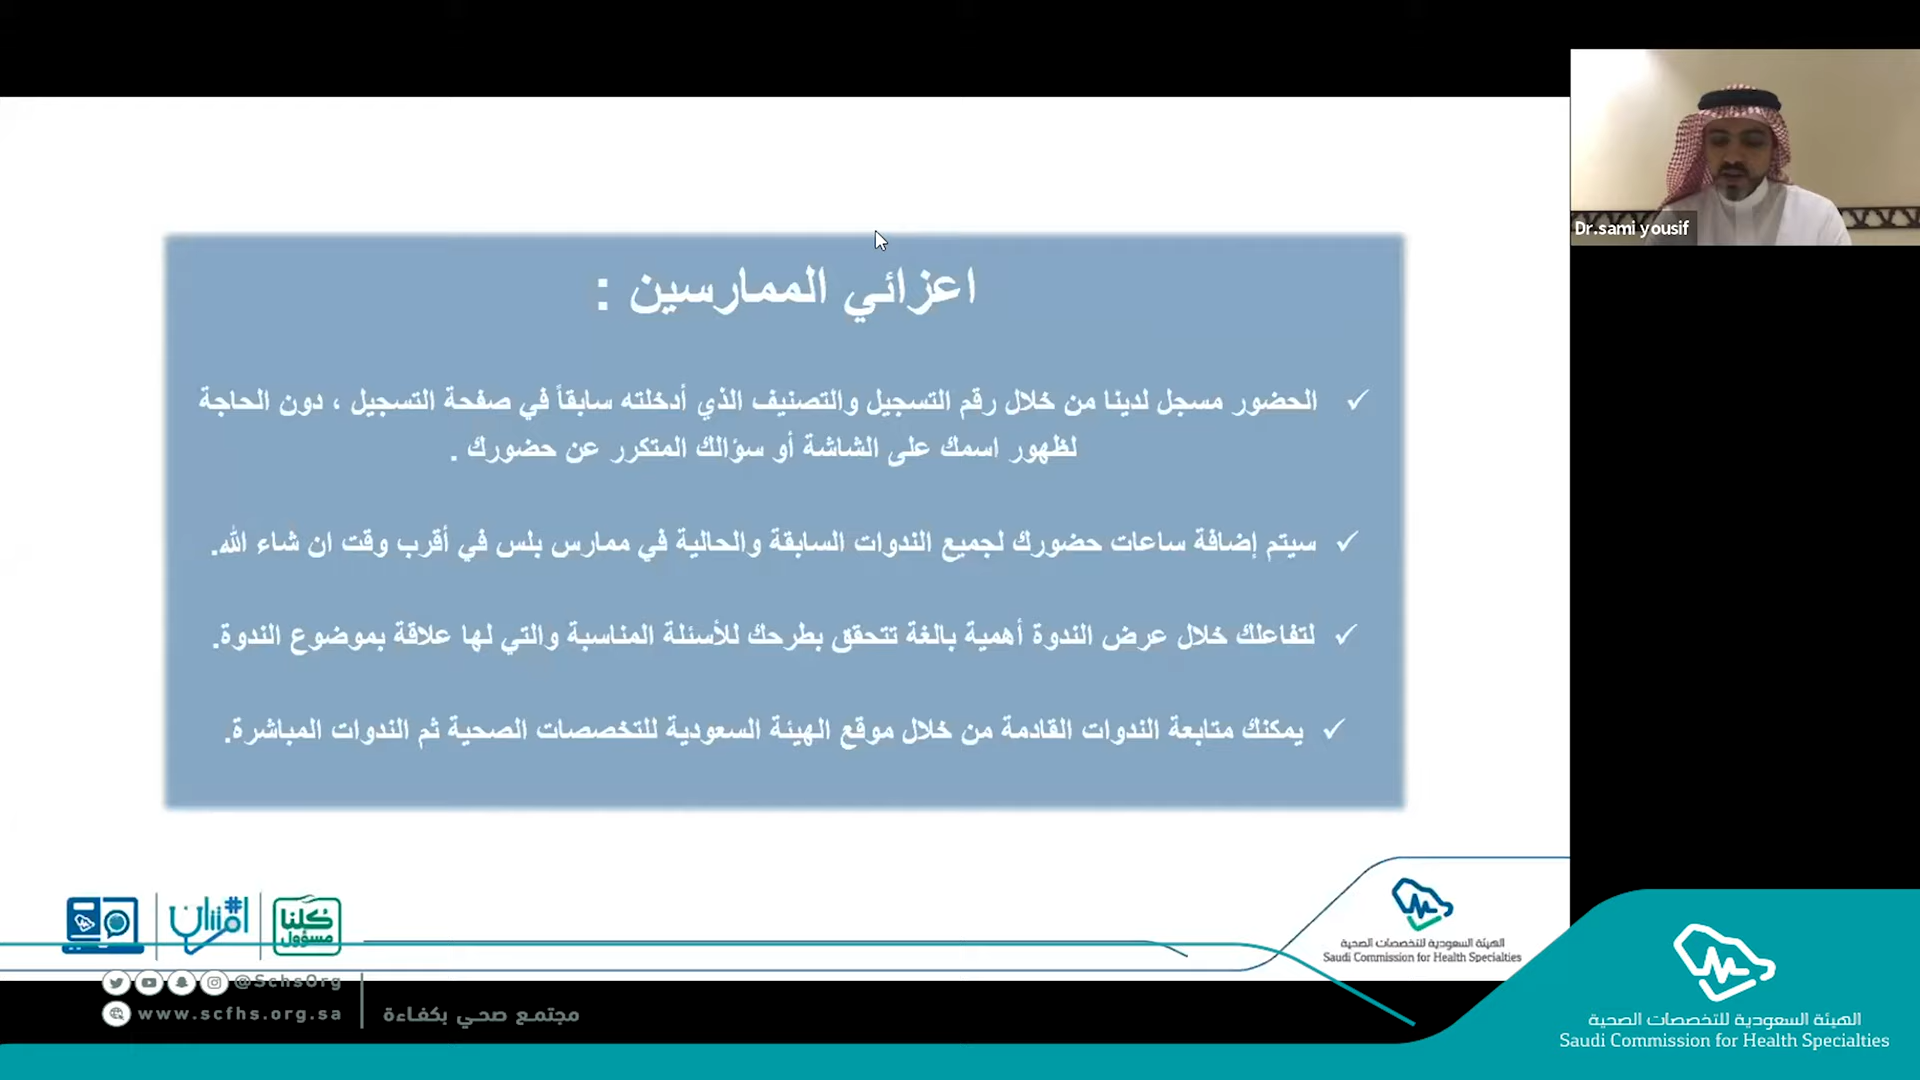 Dr.sami yousif
اعزائي الممارسين :
✓ الحضور مسجل لدينا من خلال رقم التسجيل والتصنيف الذي أدخلته سابقاً في صفحة التسجيل ، دون الحاجة
لظهور اسمك على الشاشة أو سؤالك المتكرر عن حضورك .
✓ سيتم إضافة ساعات حضورك لجميع الندوات السابقة والحالية في ممارس بلس في أقرب وقت ان شاء الله.
✓ لتفاعلك خلال عرض الندوة أهمية بالغة تتحقق بطرحك للأسئلة المناسبة والتي لها علاقة بموضوع الندوة.
✓ يمكنك متابعة الندوات القادمة من خلال موقع الهيئة السعودية للتخصصات الصحية ثم الندوات المباشرة.
كلنا
مسؤول
الهيئة السعودية للتخصصات الصحية
Saudi Commission for Health Specialties
@SchsOrg
www.scfhs.org.sa
مجتمع صحي بكفاءة
الهيئة السعودية للتخصصات الصحية
Saudi Commission for Health Specialties